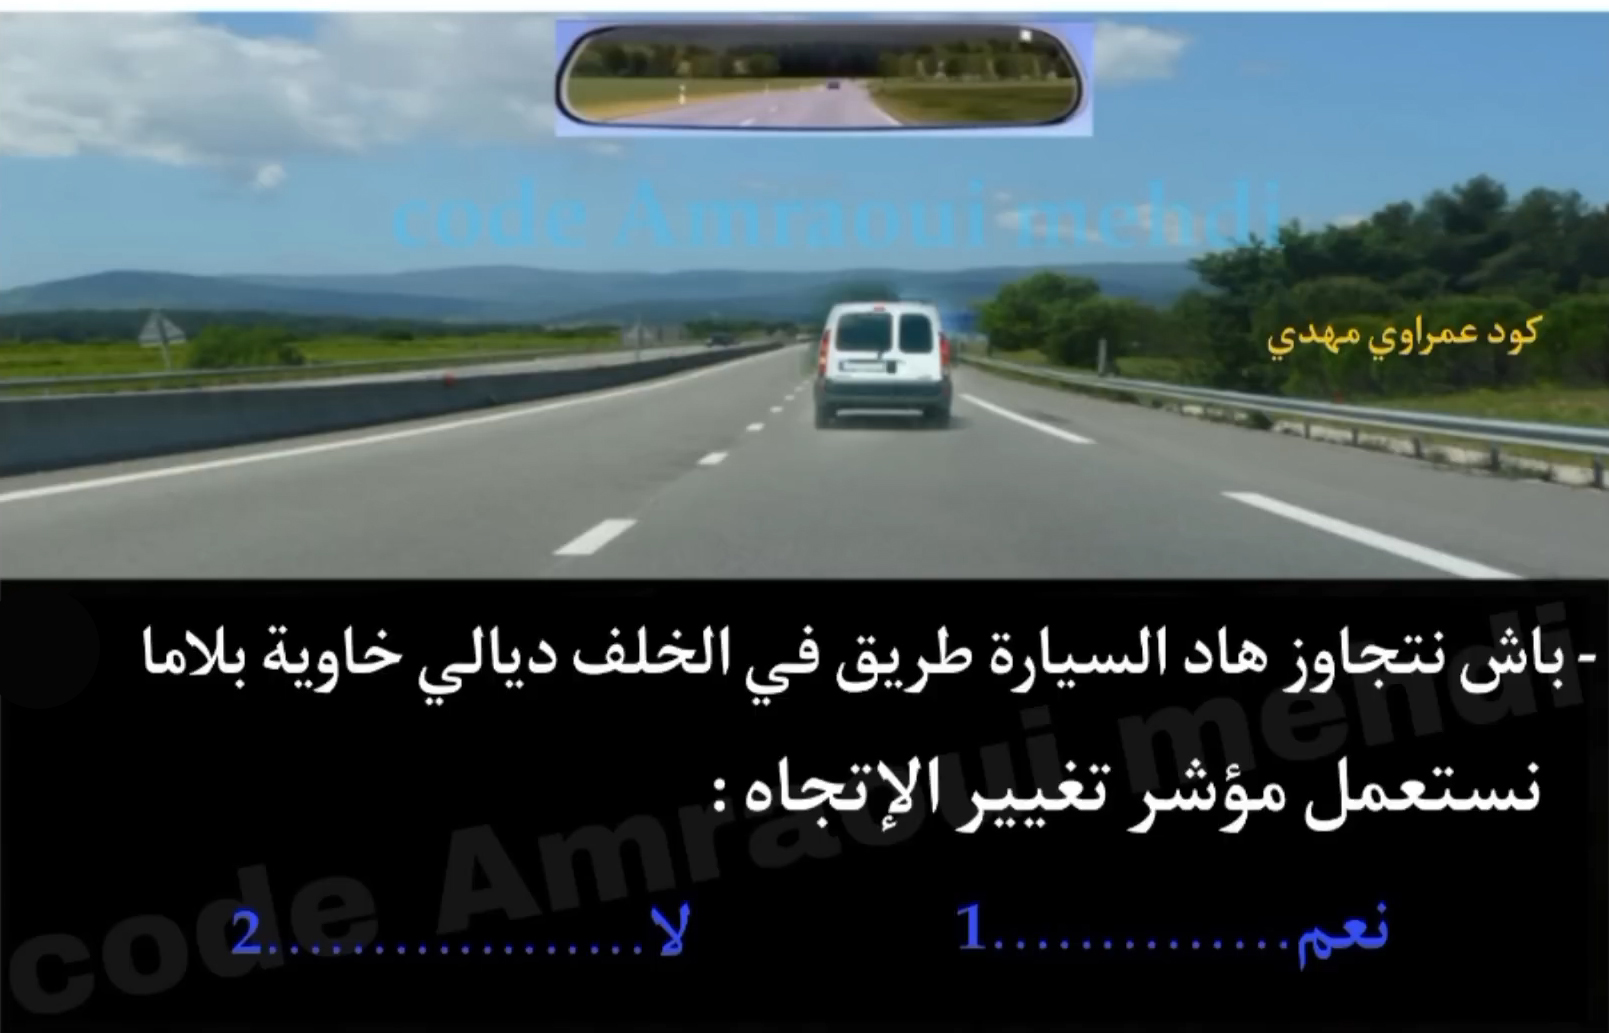 code Amraoui mehdi
كود عمراوي مهدي
- باش نتجاوز هاد السيارة طريق في الخلف ديالي خاوية بلاما
نستعمل مؤشر تغيير الإتجاه :
نعم..............1 لا..................2
code Amraoui mehdi